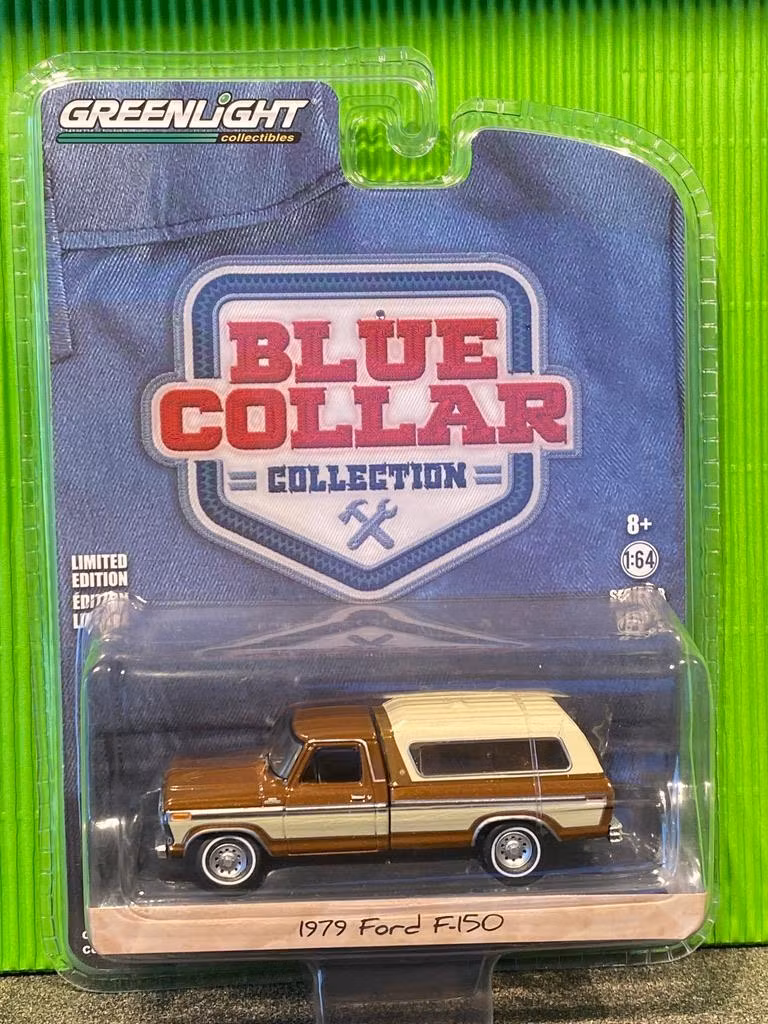 GREENLiGHT
collectibles
BLUE
COLLAR
COLLECTION
8+
1:64
LIMITED
EDITION
1979 Ford F-150